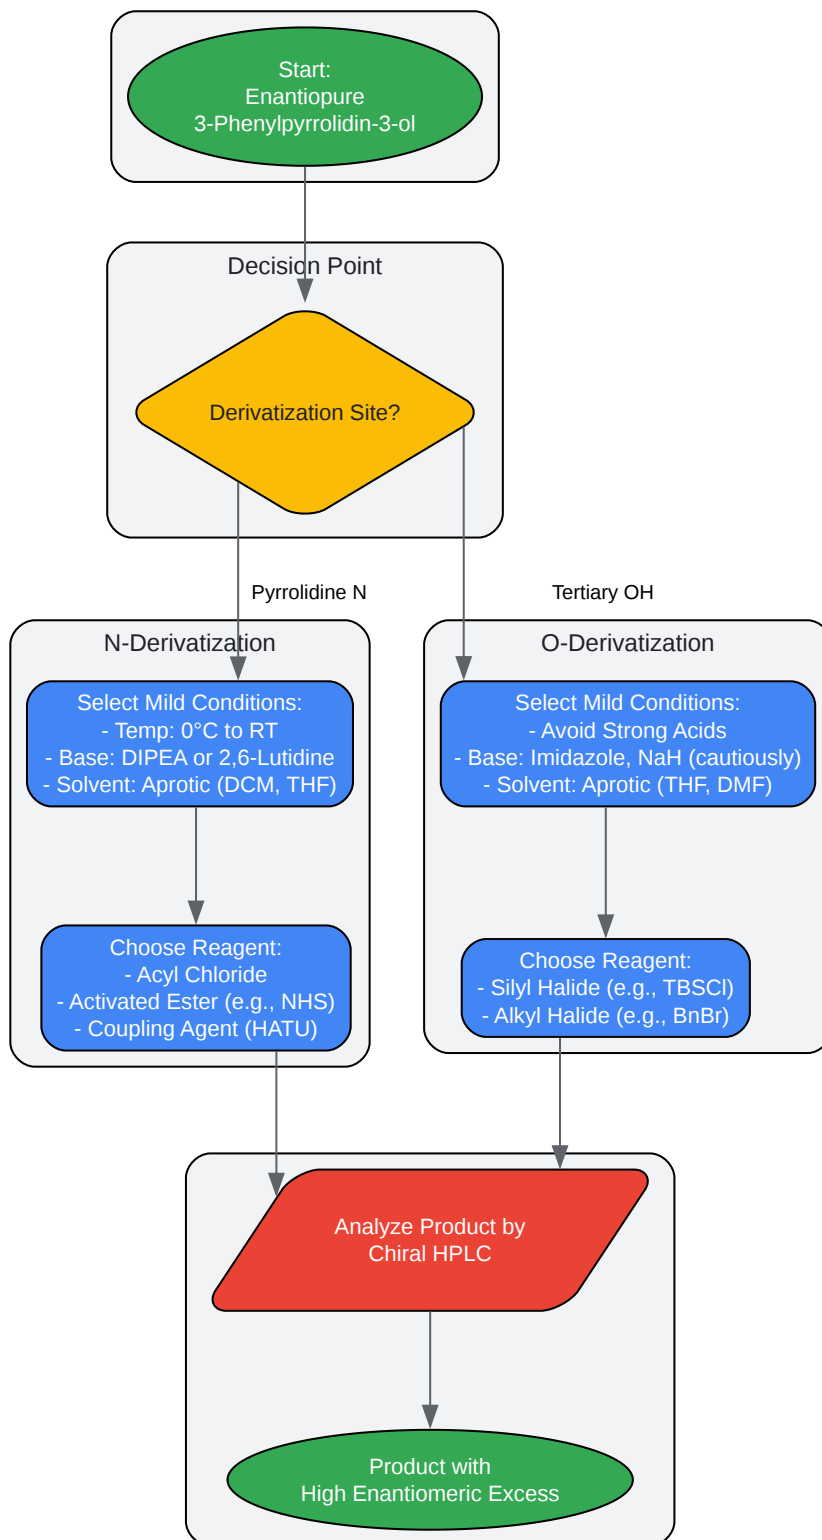 Start:
Enantiopure
3-Phenylpyrrolidin-3-ol
Decision Point
Derivatization Site?
Pyrrolidine N
Tertiary OH
N-Derivatization
Select Mild Conditions:
- Temp: 0°C to RT
- Base: DIPEA or 2,6-Lutidine
- Solvent: Aprotic (DCM, THF)
Choose Reagent:
- Acyl Chloride
- Activated Ester (e.g., NHS)
- Coupling Agent (HATU)
O-Derivatization
Select Mild Conditions:
- Avoid Strong Acids
- Base: Imidazole, NaH (cautiously)
- Solvent: Aprotic (THF, DMF)
Choose Reagent:
- Silyl Halide (e.g., TBSCl)
- Alkyl Halide (e.g., BnBr)
Analyze Product by
Chiral HPLC
Product with
High Enantiomeric Excess